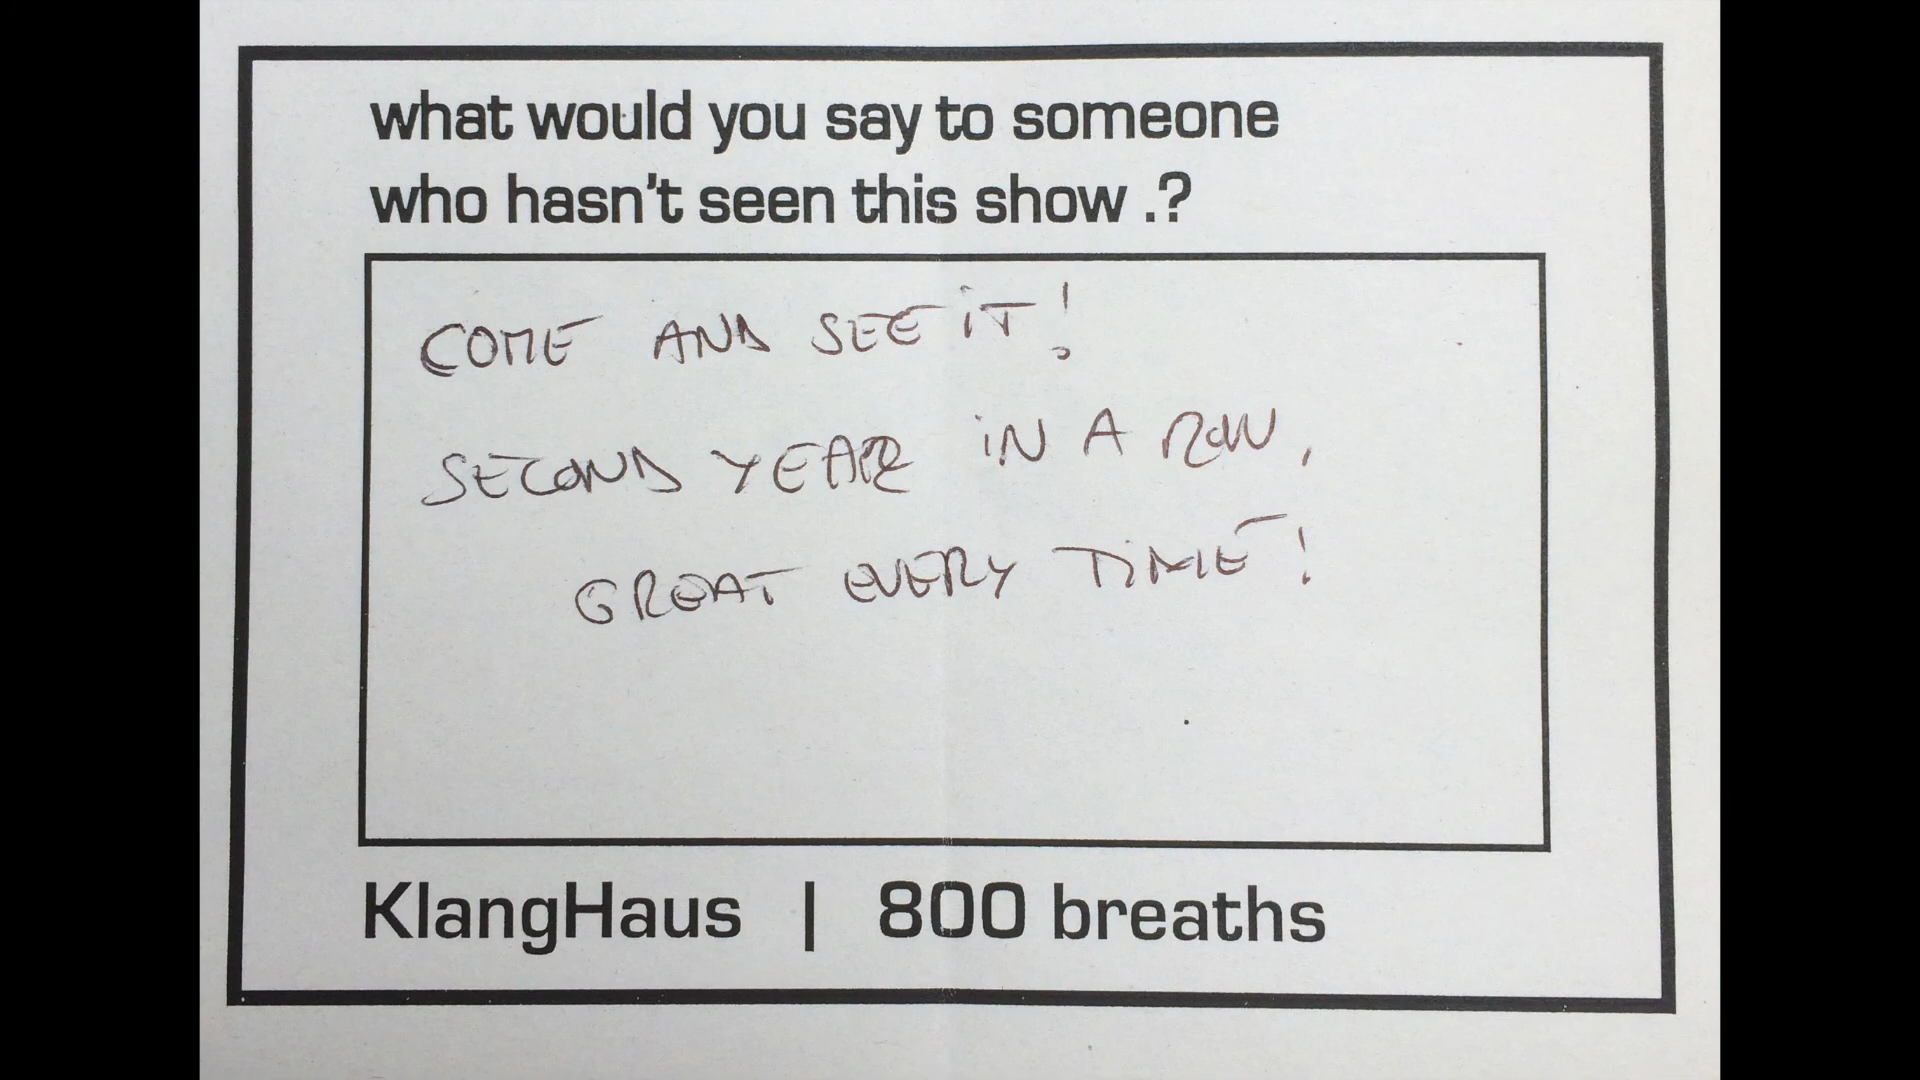 what would you say to someone
who hasn't seen this show .?
COME AND SEE IT!
SECOND YEAR IN A ROW,
GREAT EVERY TIME!
KlangHaus | 800 breaths